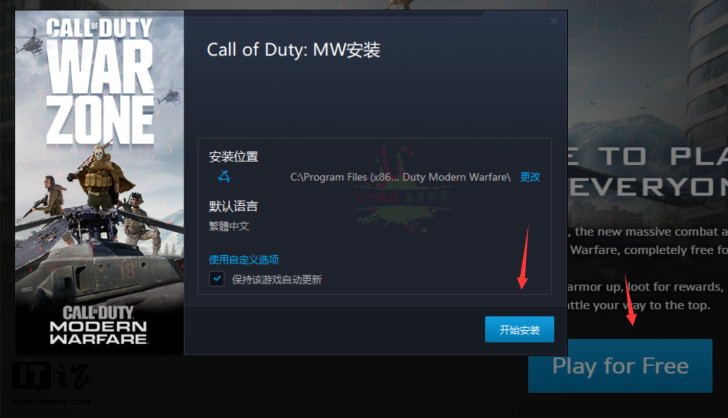 CALL OF DUTY
WAR
ZONE
CALL OF DUTY
MODERN
WARFARE
Call of Duty: MW安装
安装位置
C:\Program Files (x86... Duty Modern Warfare\ 更改
默认语言
繁體中文
使用自定义选项
保持该游戏自动更新
开始安装
E TO PLA
EVERYON
, the new massive combat a
Warfare, completely free fo
armor up, loot for rewards,
ttle your way to the top.
Play for Free
IT之家
www.ithome.com